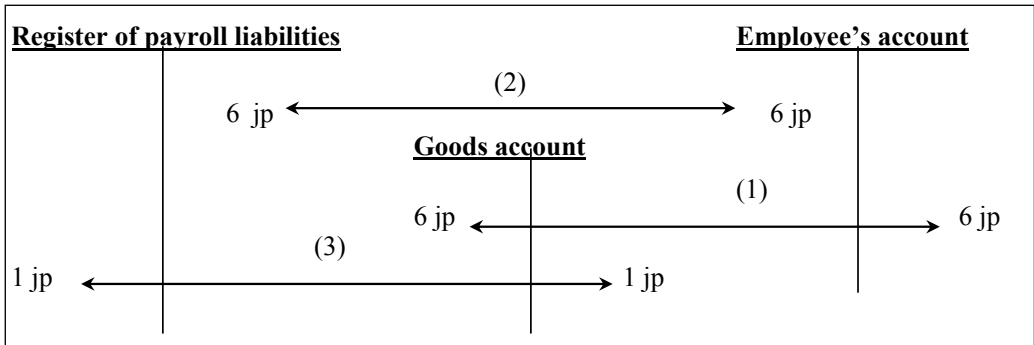 Register of payroll liabilities Employee’s account
(2)
6 jp 6 jp
Goods account
(1)
6 jp 6 jp
(3)
1 jp 1 jp